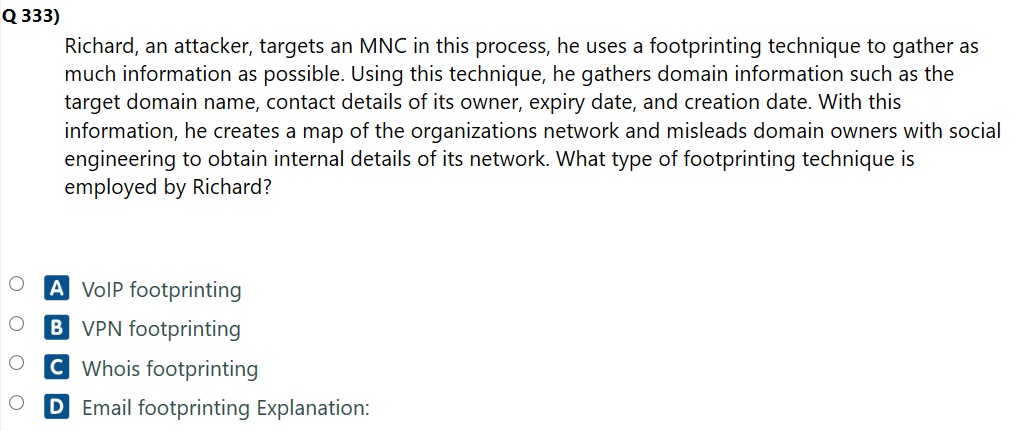 Q 333)
Richard, an attacker, targets an MNC in this process, he uses a footprinting technique to gather as
much information as possible. Using this technique, he gathers domain information such as the
target domain name, contact details of its owner, expiry date, and creation date. With this
information, he creates a map of the organizations network and misleads domain owners with social
engineering to obtain internal details of its network. What type of footprinting technique is
employed by Richard?
A VoIP footprinting
B VPN footprinting
C Whois footprinting
D Email footprinting Explanation: